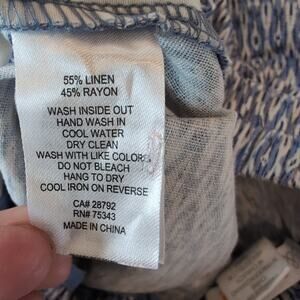 55% LINEN
45% RAYON
WASH INSIDE OUT
HAND WASH IN
COOL WATER
DRY CLEAN
WASH WITH LIKE COLORS
DO NOT BLEACH
HANG TO DRY
COOL IRON ON REVERSE
CA# 28792
RN# 75343
MADE IN CHINA